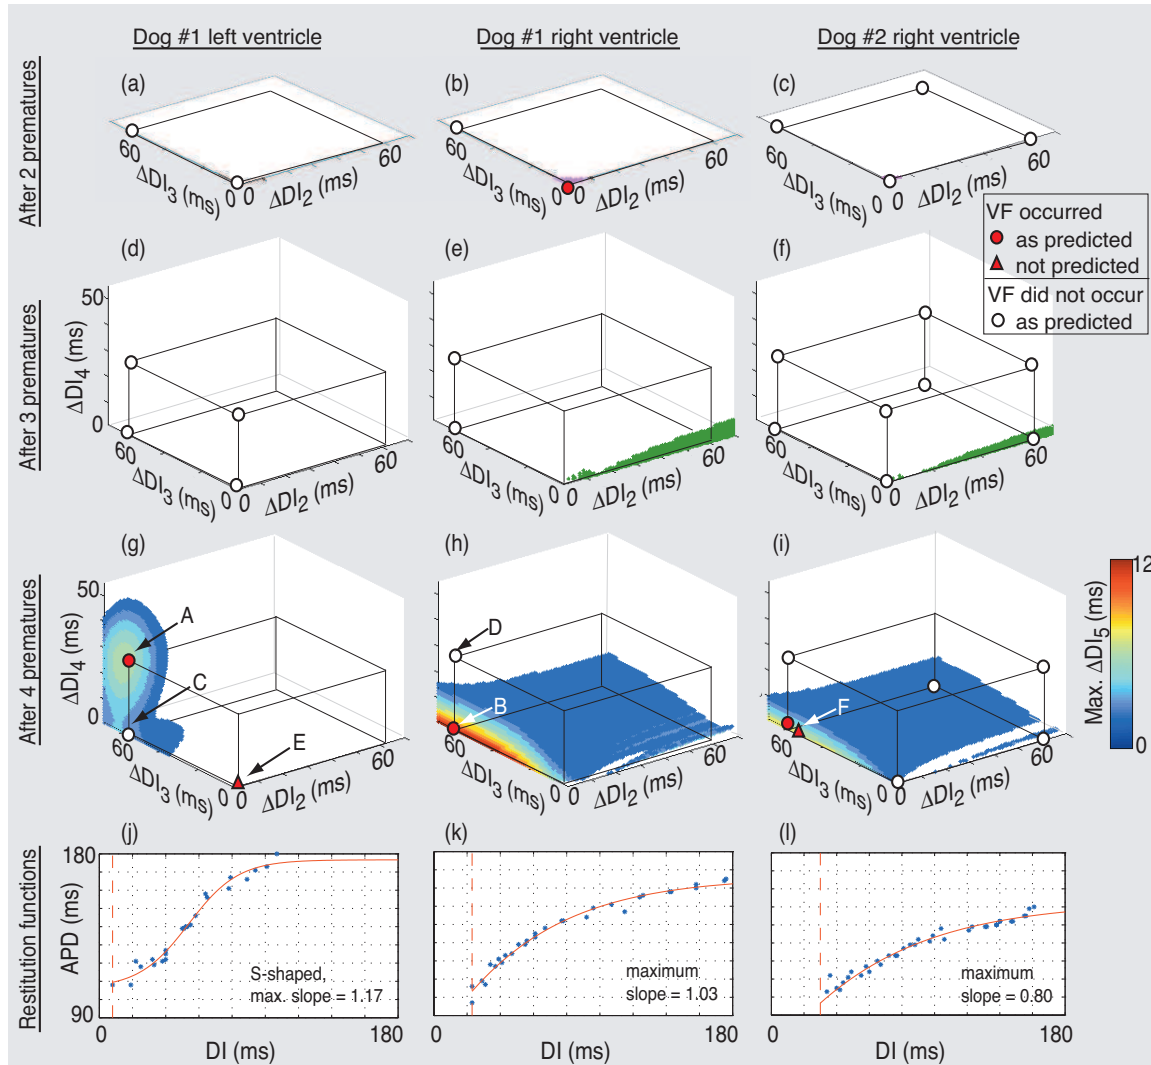 Dog #1 left ventricle
Dog #1 right ventricle
Dog #2 right ventricle
After 2 prematures
(a)
60
ΔDI3 (ms)
0 0
ΔDI2 (ms)
60
(b)
60
ΔDI3 (ms)
0 0
ΔDI2 (ms)
60
(c)
60
ΔDI3 (ms)
0 0
ΔDI2 (ms)
60
VF occurred
as predicted
not predicted
VF did not occur
as predicted
After 3 prematures
(d)
50
ΔDI4 (ms)
0
60
ΔDI3 (ms)
0 0
ΔDI2 (ms)
60
(e)
60
ΔDI3 (ms)
0 0
ΔDI2 (ms)
60
(f)
60
ΔDI3 (ms)
0 0
ΔDI2 (ms)
60
After 4 prematures
(g)
50
ΔDI4 (ms)
0
A
C
E
60
ΔDI3 (ms)
0 0
ΔDI2 (ms)
60
(h)
D
B
60
ΔDI3 (ms)
0 0
ΔDI2 (ms)
60
(i)
F
60
ΔDI3 (ms)
0 0
ΔDI2 (ms)
60
12
Max. ΔDI5 (ms)
0
Restitution functions
(j)
180
APD (ms)
90
S-shaped,
max. slope = 1.17
0
DI (ms)
180
(k)
maximum
slope = 1.03
0
DI (ms)
180
(l)
maximum
slope = 0.80
0
DI (ms)
180